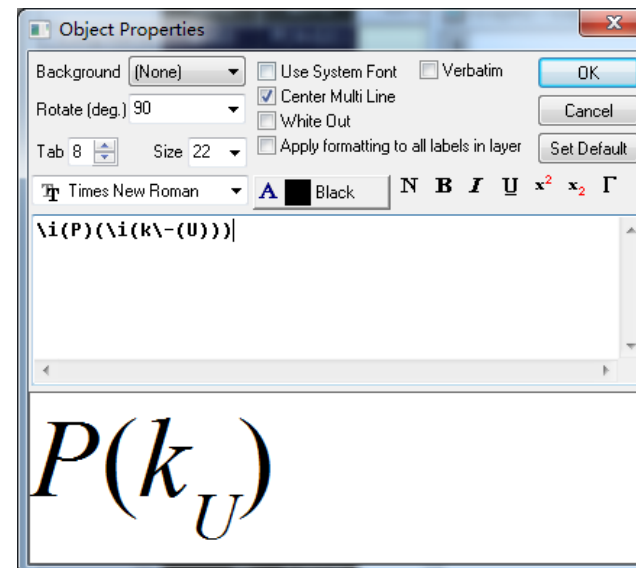 Object Properties
Background (None) Use System Font Verbatim OK
Rotate (deg.) 90 Center Multi Line Cancel
White Out
Tab 8 Size 22 Apply formatting to all labels in layer Set Default
Times New Roman A Black N B I U x² x₂ Γ
\i(P)(\i(k\-(U)))
P(k_U)